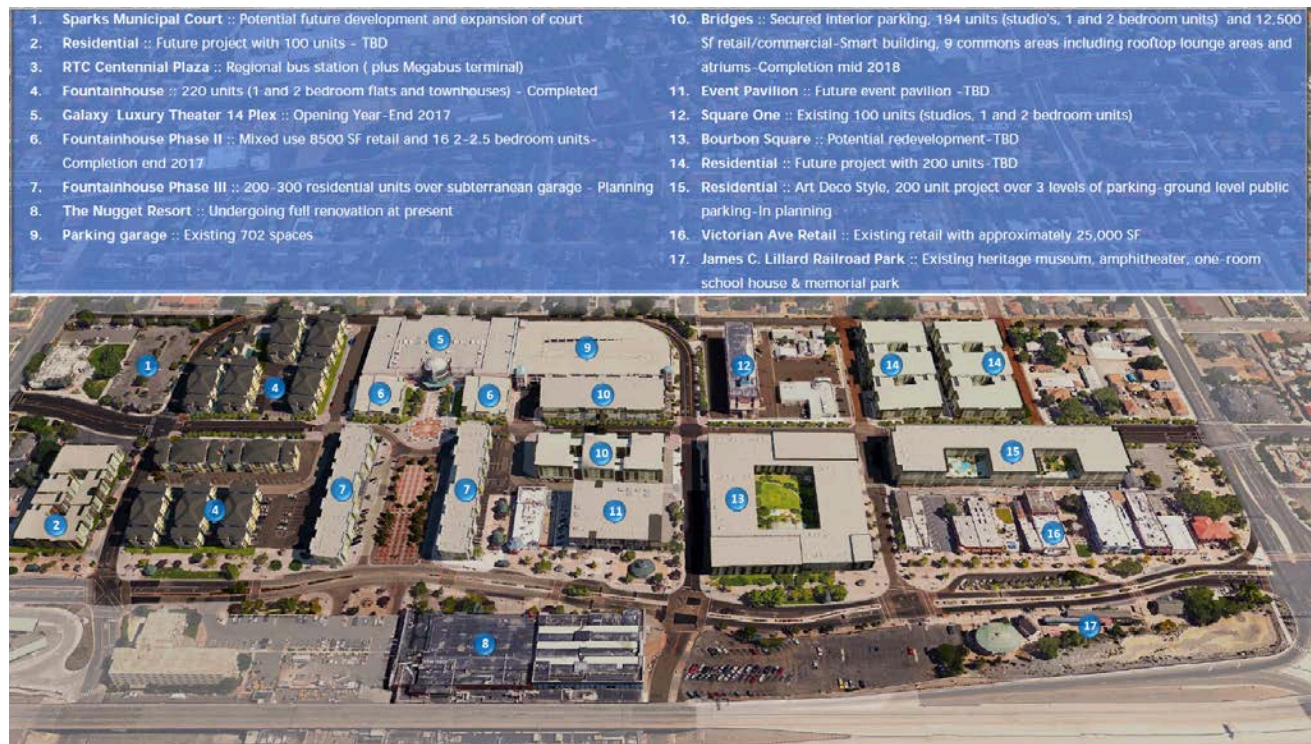 1. Sparks Municipal Court :: Potential future development and expansion of court
2. Residential :: Future project with 100 units - TBD
3. RTC Centennial Plaza :: Regional bus station ( plus Megabus terminal)
4. Fountainhouse :: 220 units (1 and 2 bedroom flats and townhouses) - Completed
5. Galaxy Luxury Theater 14 Plex :: Opening Year-End 2017
6. Fountainhouse Phase II :: Mixed use 8500 SF retail and 16 2-2.5 bedroom units-
Completion end 2017
7. Fountainhouse Phase III :: 200-300 residential units over subterranean garage - Planning
8. The Nugget Resort :: Undergoing full renovation at present
9. Parking garage :: Existing 702 spaces
10. Bridges :: Secured interior parking, 194 units (studio's, 1 and 2 bedroom units) and 12,500
Sf retail/commercial-Smart building, 9 commons areas including rooftop lounge areas and
atriums-Completion mid 2018
11. Event Pavilion :: Future event pavilion -TBD
12. Square One :: Existing 100 units (studios, 1 and 2 bedroom units)
13. Bourbon Square :: Potential redevelopment-TBD
14. Residential :: Future project with 200 units-TBD
15. Residential :: Art Deco Style, 200 unit project over 3 levels of parking-ground level public
parking-In planning
16. Victorian Ave Retail :: Existing retail with approximately 25,000 SF
17. James C. Lillard Railroad Park :: Existing heritage museum, amphitheater, one-room
school house & memorial park
1
4
5
9
12
14
14
6
6
10
10
15
2
4
7
7
11
13
16
8
17